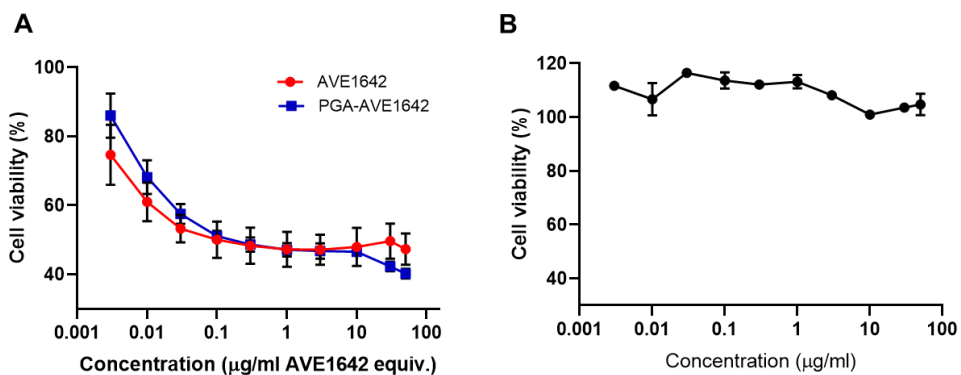 A
Cell viability (%)
100
80
60
40
0.001 0.01 0.1 1 10 100
Concentration (μg/ml AVE1642 equiv.)
AVE1642
PGA-AVE1642
B
Cell viability (%)
120
100
80
60
40
0.001 0.01 0.1 1 10 100
Concentration (μg/ml)